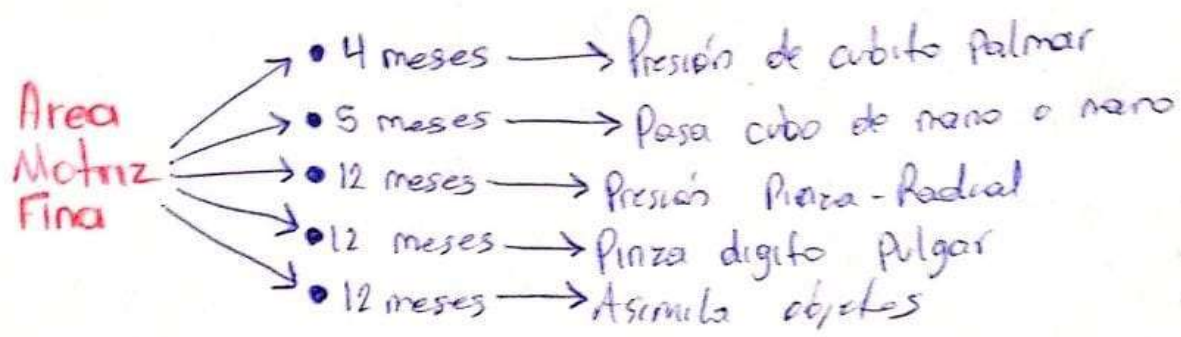 Area
Motriz
Fina
• 4 meses → Presión de cubito Palmar
• 5 meses → Pasa cubo de mano a mano
• 12 meses → Presión Pinza-Radial
• 12 meses → Pinza digito pulgar
• 12 meses → Asimila objetos